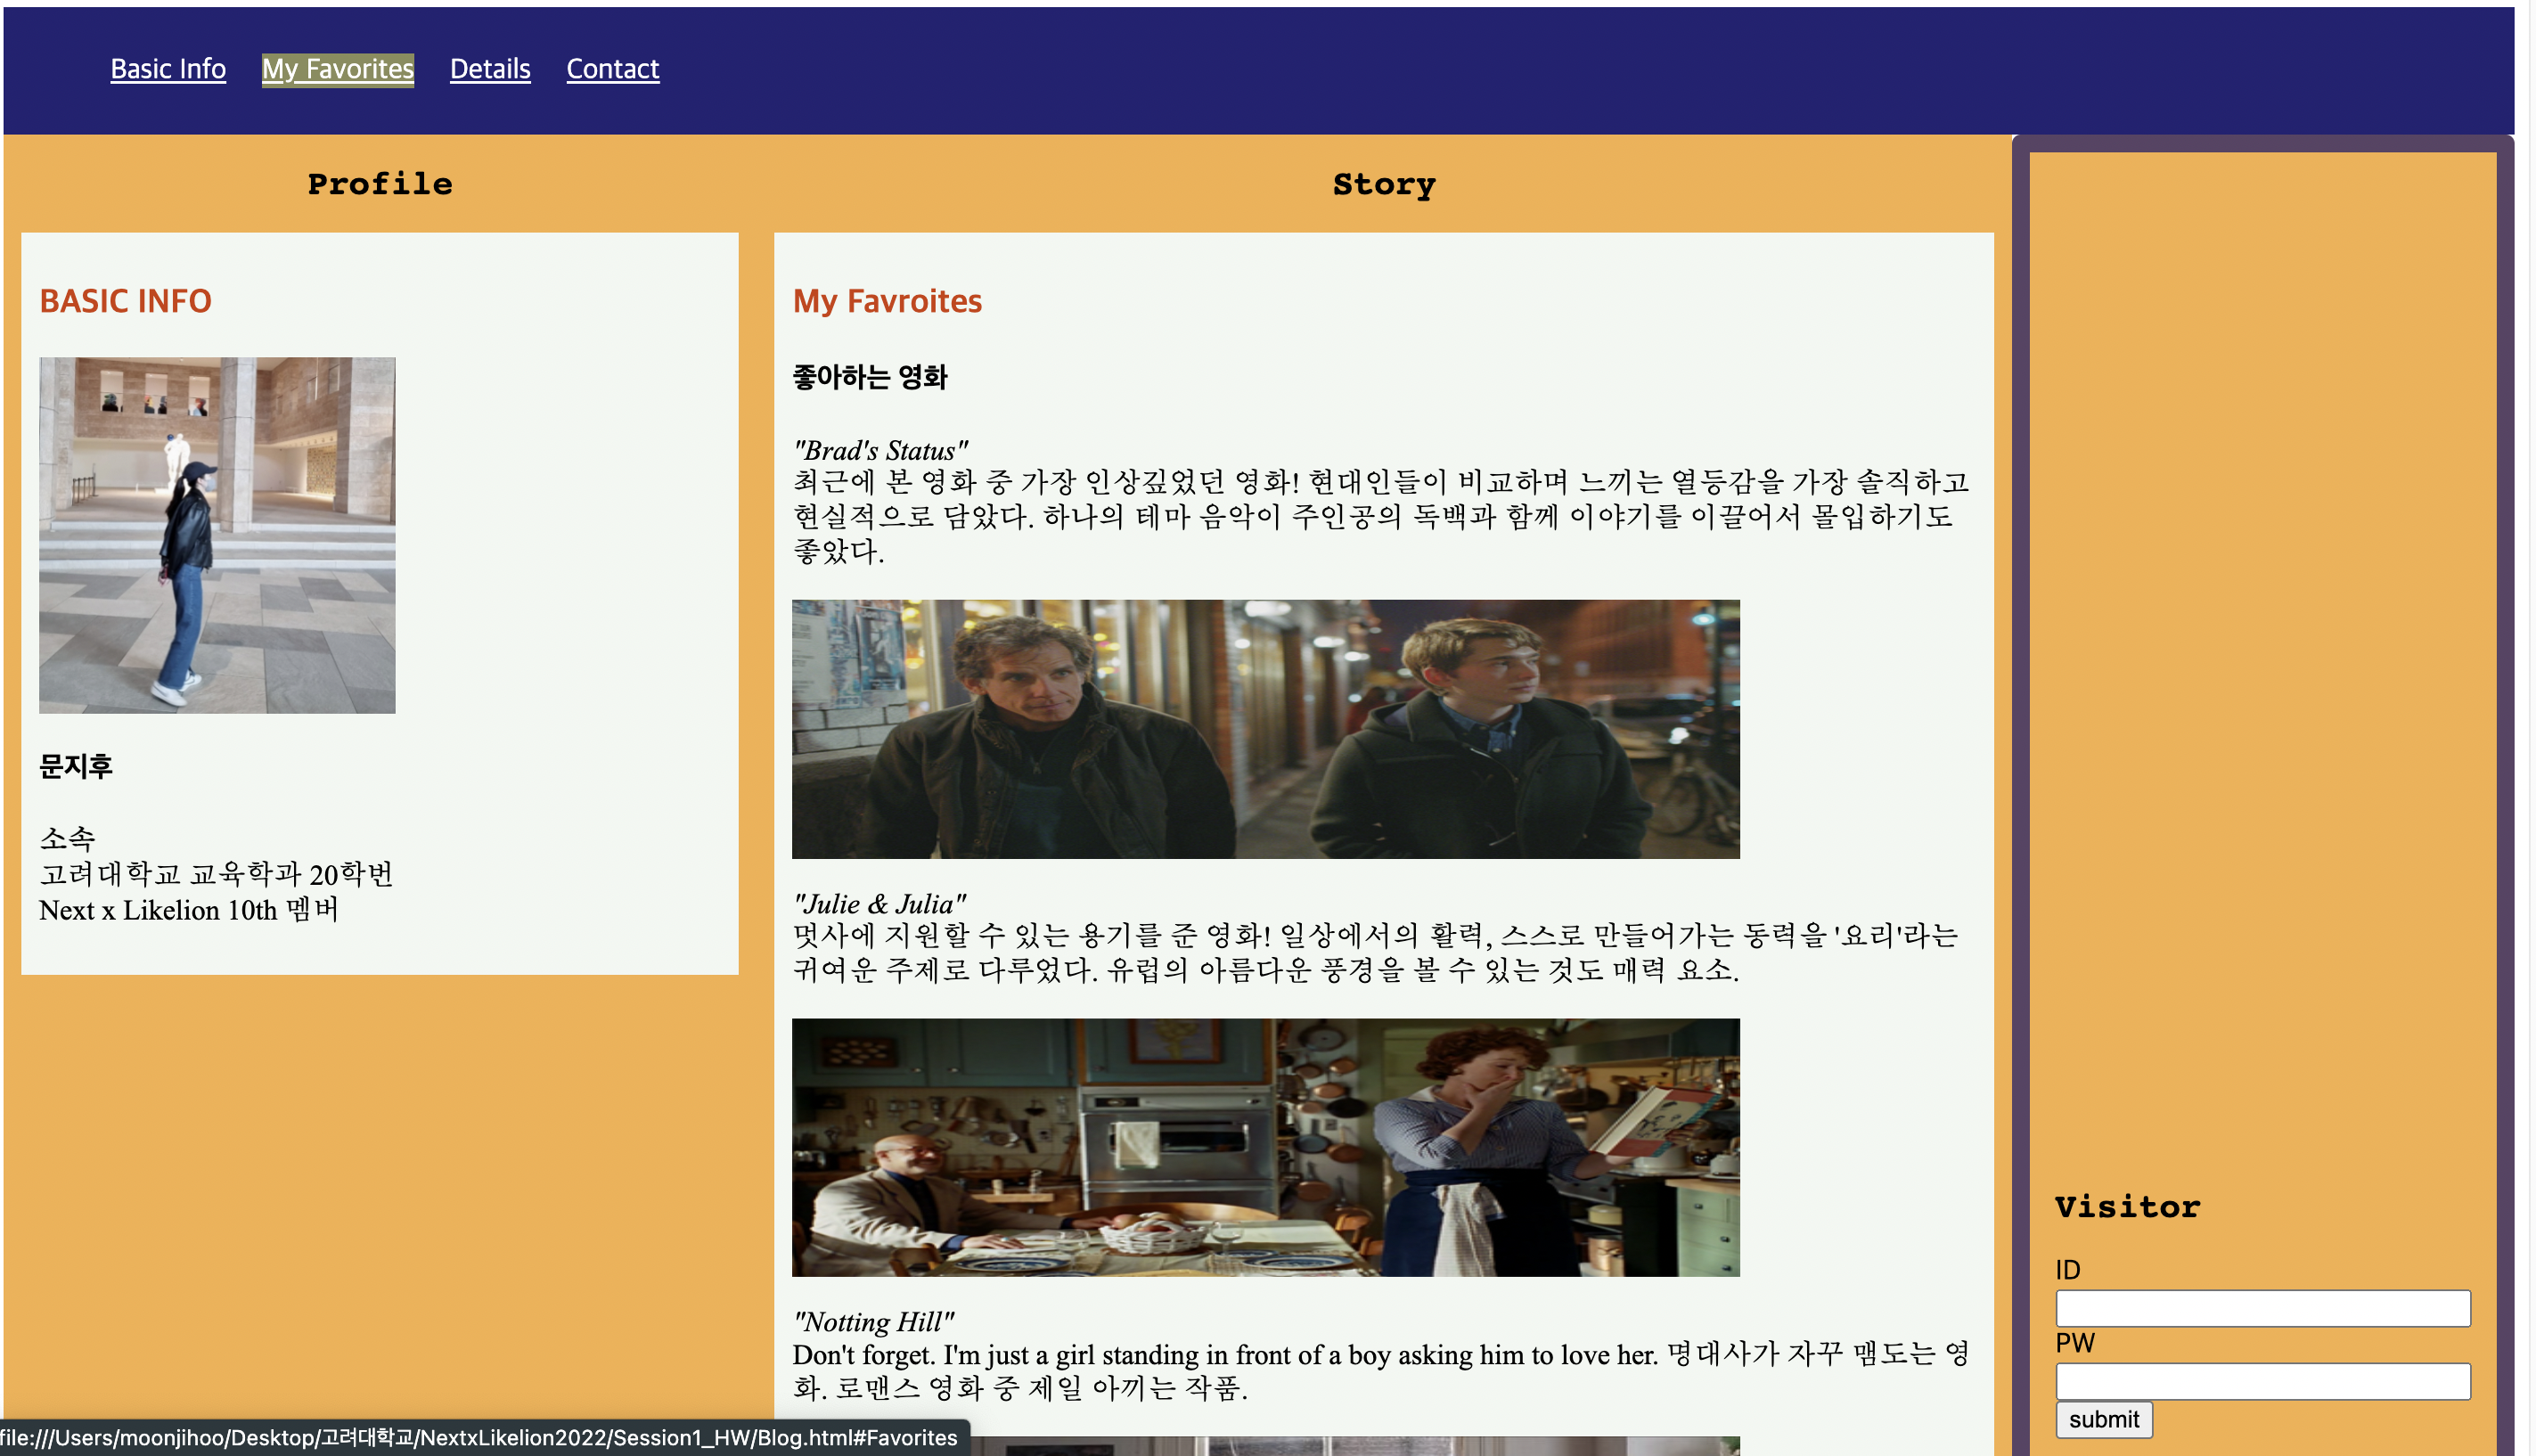 Basic Info My Favorites Details Contact
Profile
BASIC INFO
문지후
소속
고려대학교 교육학과 20학번
Next x Likelion 10th 멤버
Story
My Favroites
좋아하는 영화
"Brad's Status"
최근에 본 영화 중 가장 인상깊었던 영화! 현대인들이 비교하며 느끼는 열등감을 가장 솔직하고
현실적으로 담았다. 하나의 테마 음악이 주인공의 독백과 함께 이야기를 이끌어서 몰입하기도
좋았다.
"Julie & Julia"
멋사에 지원할 수 있는 용기를 준 영화! 일상에서의 활력, 스스로 만들어가는 동력을 '요리'라는
귀여운 주제로 다루었다. 유럽의 아름다운 풍경을 볼 수 있는 것도 매력 요소.
"Notting Hill"
Don't forget. I'm just a girl standing in front of a boy asking him to love her. 명대사가 자꾸 맴도는 영
화. 로맨스 영화 중 제일 아끼는 작품.
Visitor
ID
PW
submit
file:///Users/moonjihoo/Desktop/고려대학교/NextxLikelion2022/Session1_HW/Blog.html#Favorites